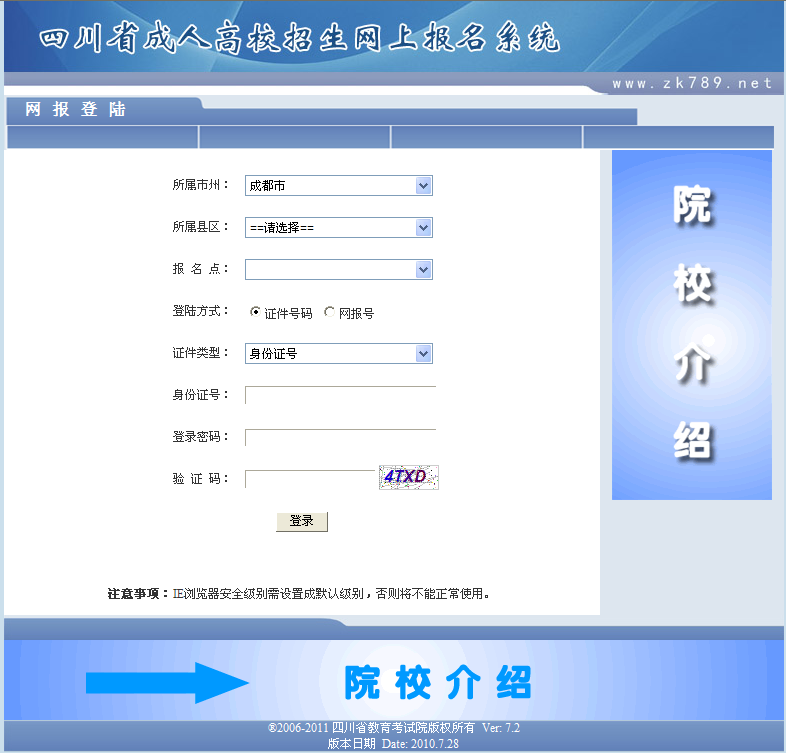 四川省成人高校招生网上报名系统
www.zk789.net
网报登陆
所属市州： 成都市
所属县区： ==请选择==
报 名 点：
登陆方式： 证件号码 网报号
证件类型： 身份证号
身份证号：
登录密码：
验 证 码： 4TXD
登录
注意事项：IE浏览器安全级别需设置成默认级别，否则将不能正常使用。
院
校
介
绍
院校介绍
®2006-2011 四川省教育考试院版权所有 Ver: 7.2
版本日期 Date: 2010.7.28